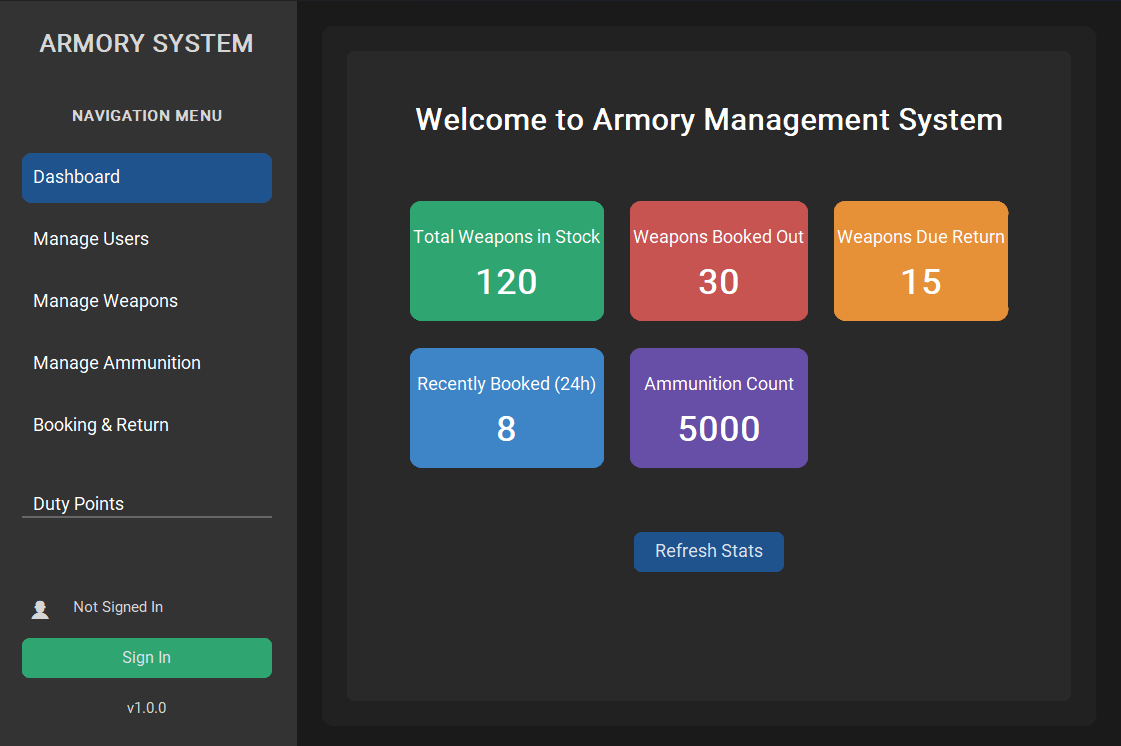 ARMORY SYSTEM
NAVIGATION MENU
Dashboard
Manage Users
Manage Weapons
Manage Ammunition
Booking & Return
Duty Points
Not Signed In
Sign In
v1.0.0
Welcome to Armory Management System
Total Weapons in Stock
120
Weapons Booked Out
30
Weapons Due Return
15
Recently Booked (24h)
8
Ammunition Count
5000
Refresh Stats